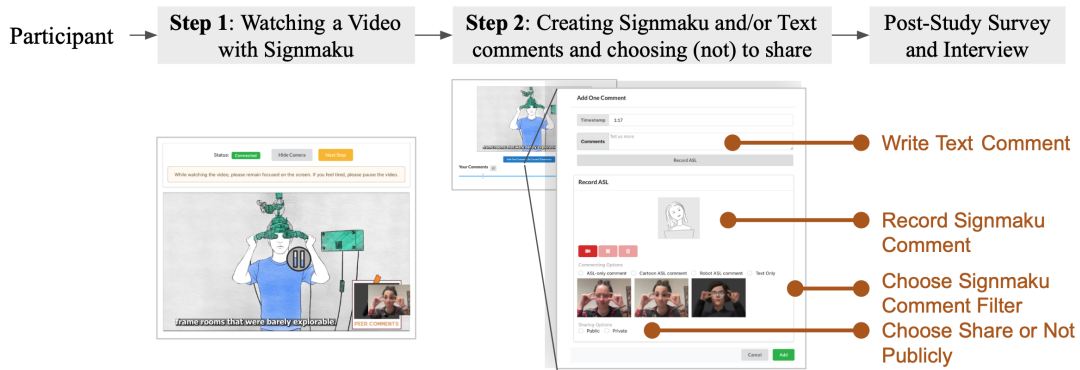 Participant
Step 1: Watching a Video
with Signmaku
Step 2: Creating Signmaku and/or Text
comments and choosing (not) to share
Post-Study Survey
and Interview
Status:
Connected
Hide Camera
Next Step
While watching the video, please remain focused on the screen. If you feel tired, please pause the video.
frame rooms that were barely explorable.
PEER COMMENTS
Your Comments
Add One Comment
Timestamp
1:17
Comments
Tell us more
Record ASL
Record ASL
Commenting Options
ASL-only comment
Cartoon ASL comment
Robot ASL comment
Text Only
Sharing Options
Public
Private
Cancel
Add
Write Text Comment
Record Signmaku
Comment
Choose Signmaku
Comment Filter
Choose Share or Not
Publicly